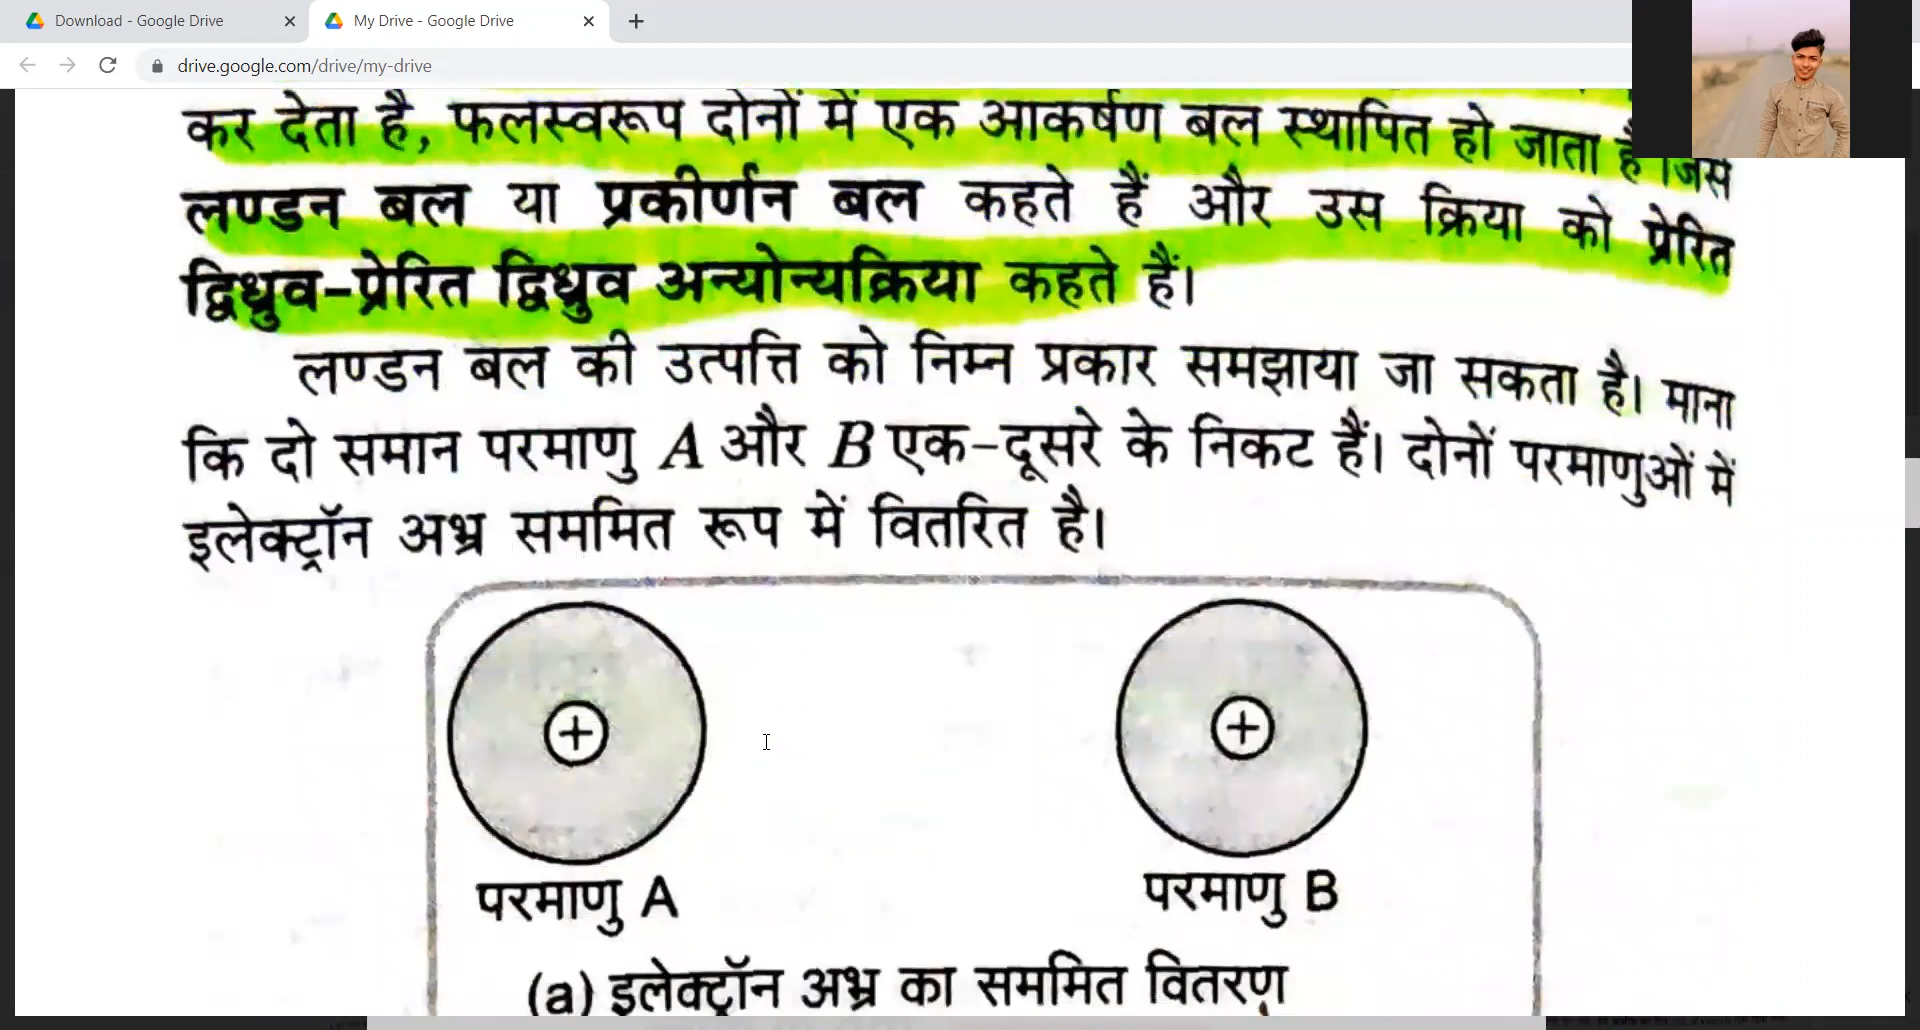 Download - Google Drive
My Drive - Google Drive
drive.google.com/drive/my-drive
कर देता है, फलस्वरूप दोनों में एक आकर्षण बल स्थापित हो जाता है।जिसे
लण्डन बल या प्रकीर्णन बल कहते हैं और उस क्रिया को प्रेरित
द्विध्रुव-प्रेरित द्विध्रुव अन्योन्यक्रिया कहते हैं।
लण्डन बल की उत्पत्ति को निम्न प्रकार समझाया जा सकता है। माना
कि दो समान परमाणु A और B एक-दूसरे के निकट हैं। दोनों परमाणुओं में
इलेक्ट्रॉन अभ्र सममित रूप में वितरित है।
+ +
परमाणु A परमाणु B
(a) इलेक्ट्रॉन अभ्र का सममित वितरण